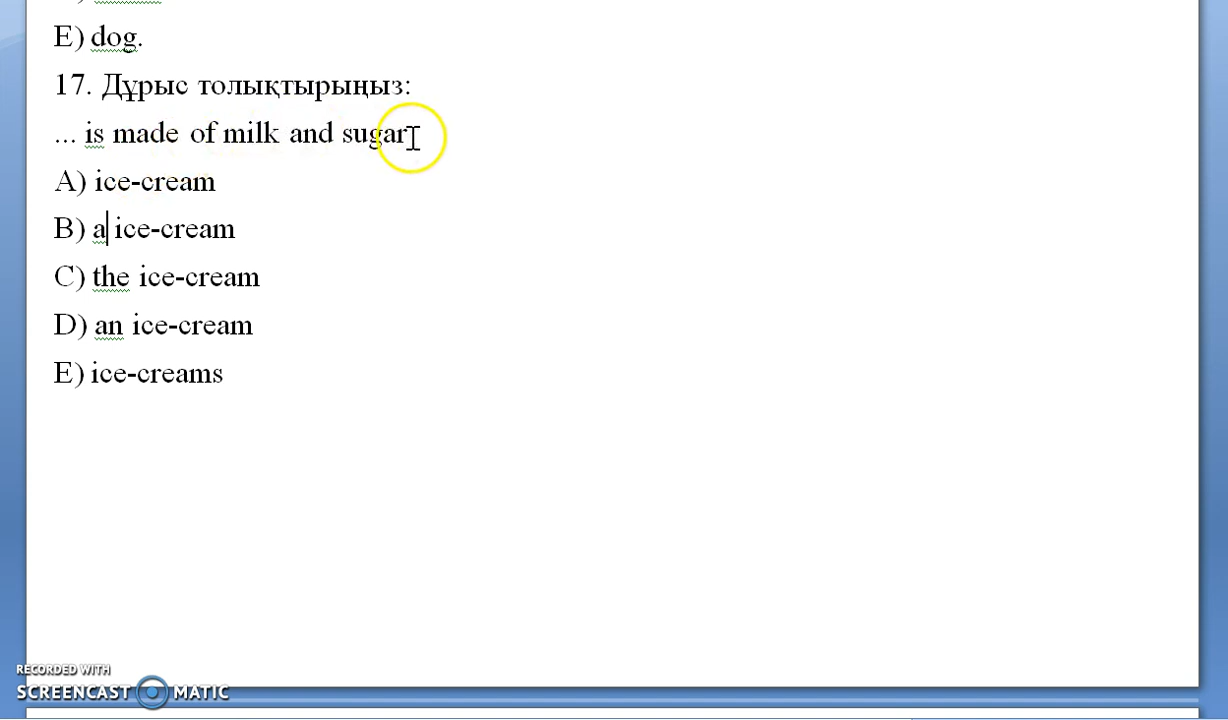 E) dog.
17. Дұрыс толықтырыңыз:
... is made of milk and sugar
A) ice-cream
B) a ice-cream
C) the ice-cream
D) an ice-cream
E) ice-creams
RECORDED WITH
SCREENCAST MATIC